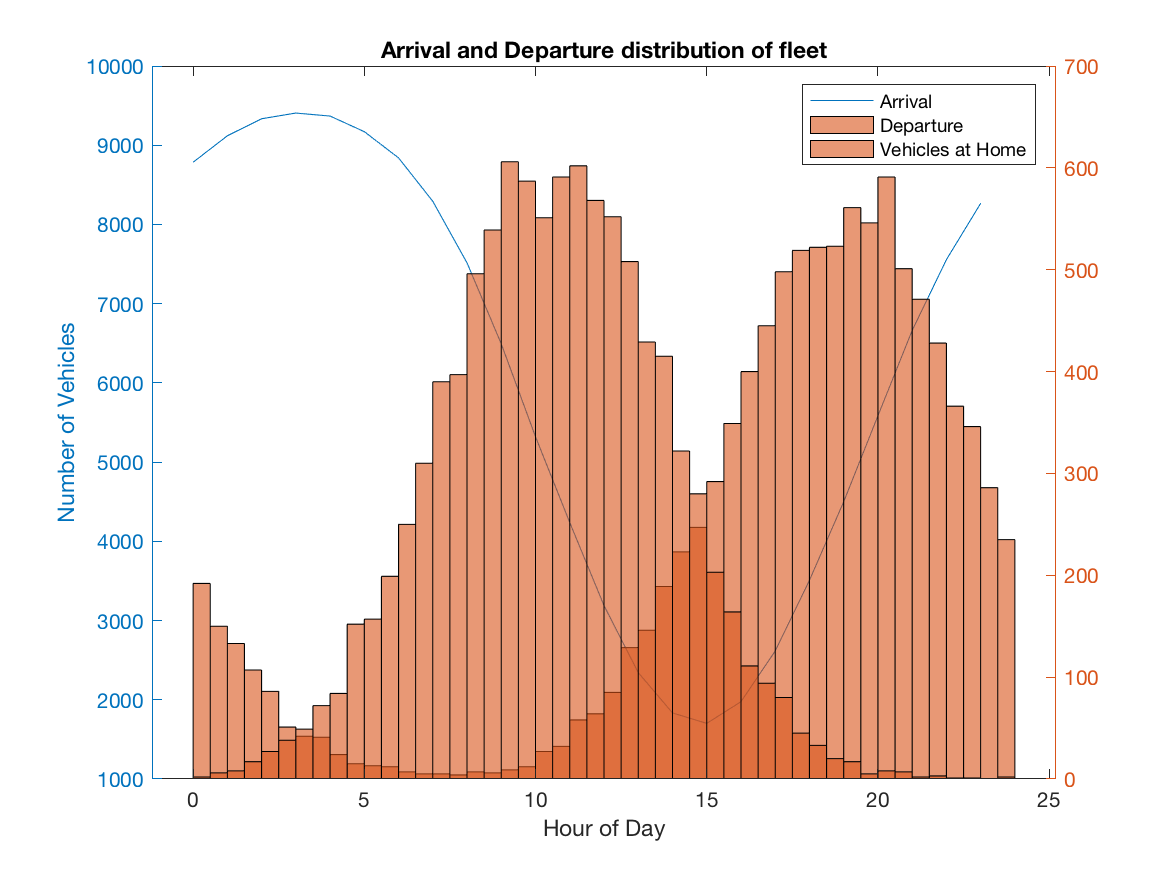 Arrival and Departure distribution of fleet
10000
9000
8000
7000
6000
5000
4000
3000
2000
1000
Number of Vehicles
700
600
500
400
300
200
100
0
Arrival
Departure
Vehicles at Home
0 5 10 15 20 25
Hour of Day